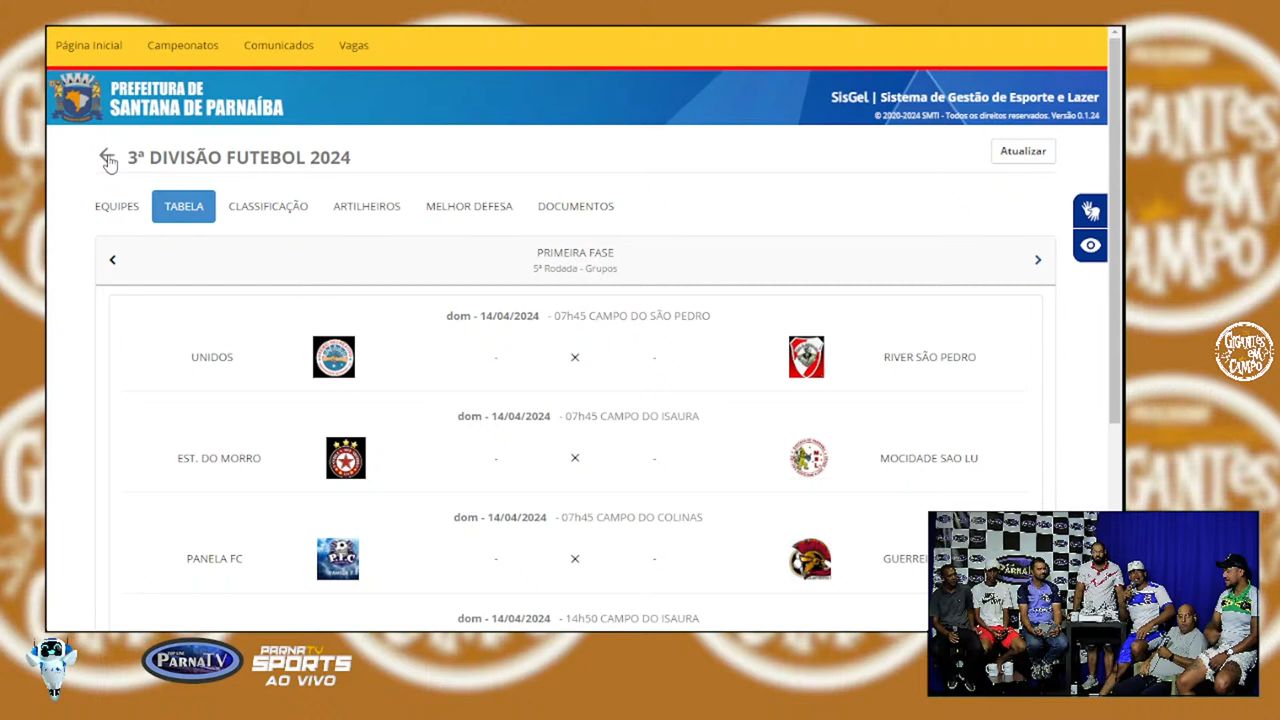 Página Inicial Campeonatos Comunicados Vagas
PREFEITURA DE
SANTANA DE PARNAÍBA
SisGel | Sistema de Gestão de Esporte e Lazer
© 2020-2024 SMTI - Todos os direitos reservados. Versão 0.1.24
3ª DIVISÃO FUTEBOL 2024
Atualizar
EQUIPES TABELA CLASSIFICAÇÃO ARTILHEIROS MELHOR DEFESA DOCUMENTOS
PRIMEIRA FASE
5ª Rodada - Grupos
dom - 14/04/2024 - 07h45 CAMPO DO SÃO PEDRO
UNIDOS - × - RIVER SÃO PEDRO
dom - 14/04/2024 - 07h45 CAMPO DO ISAURA
EST. DO MORRO - × - MOCIDADE SAO LU
dom - 14/04/2024 - 07h45 CAMPO DO COLINAS
PANELA FC - × - GUERREI
dom - 14/04/2024 - 14h50 CAMPO DO ISAURA
GIGANTES
EM
CAMPO
PARNATV
PARNATV
SPORTS
AO VIVO